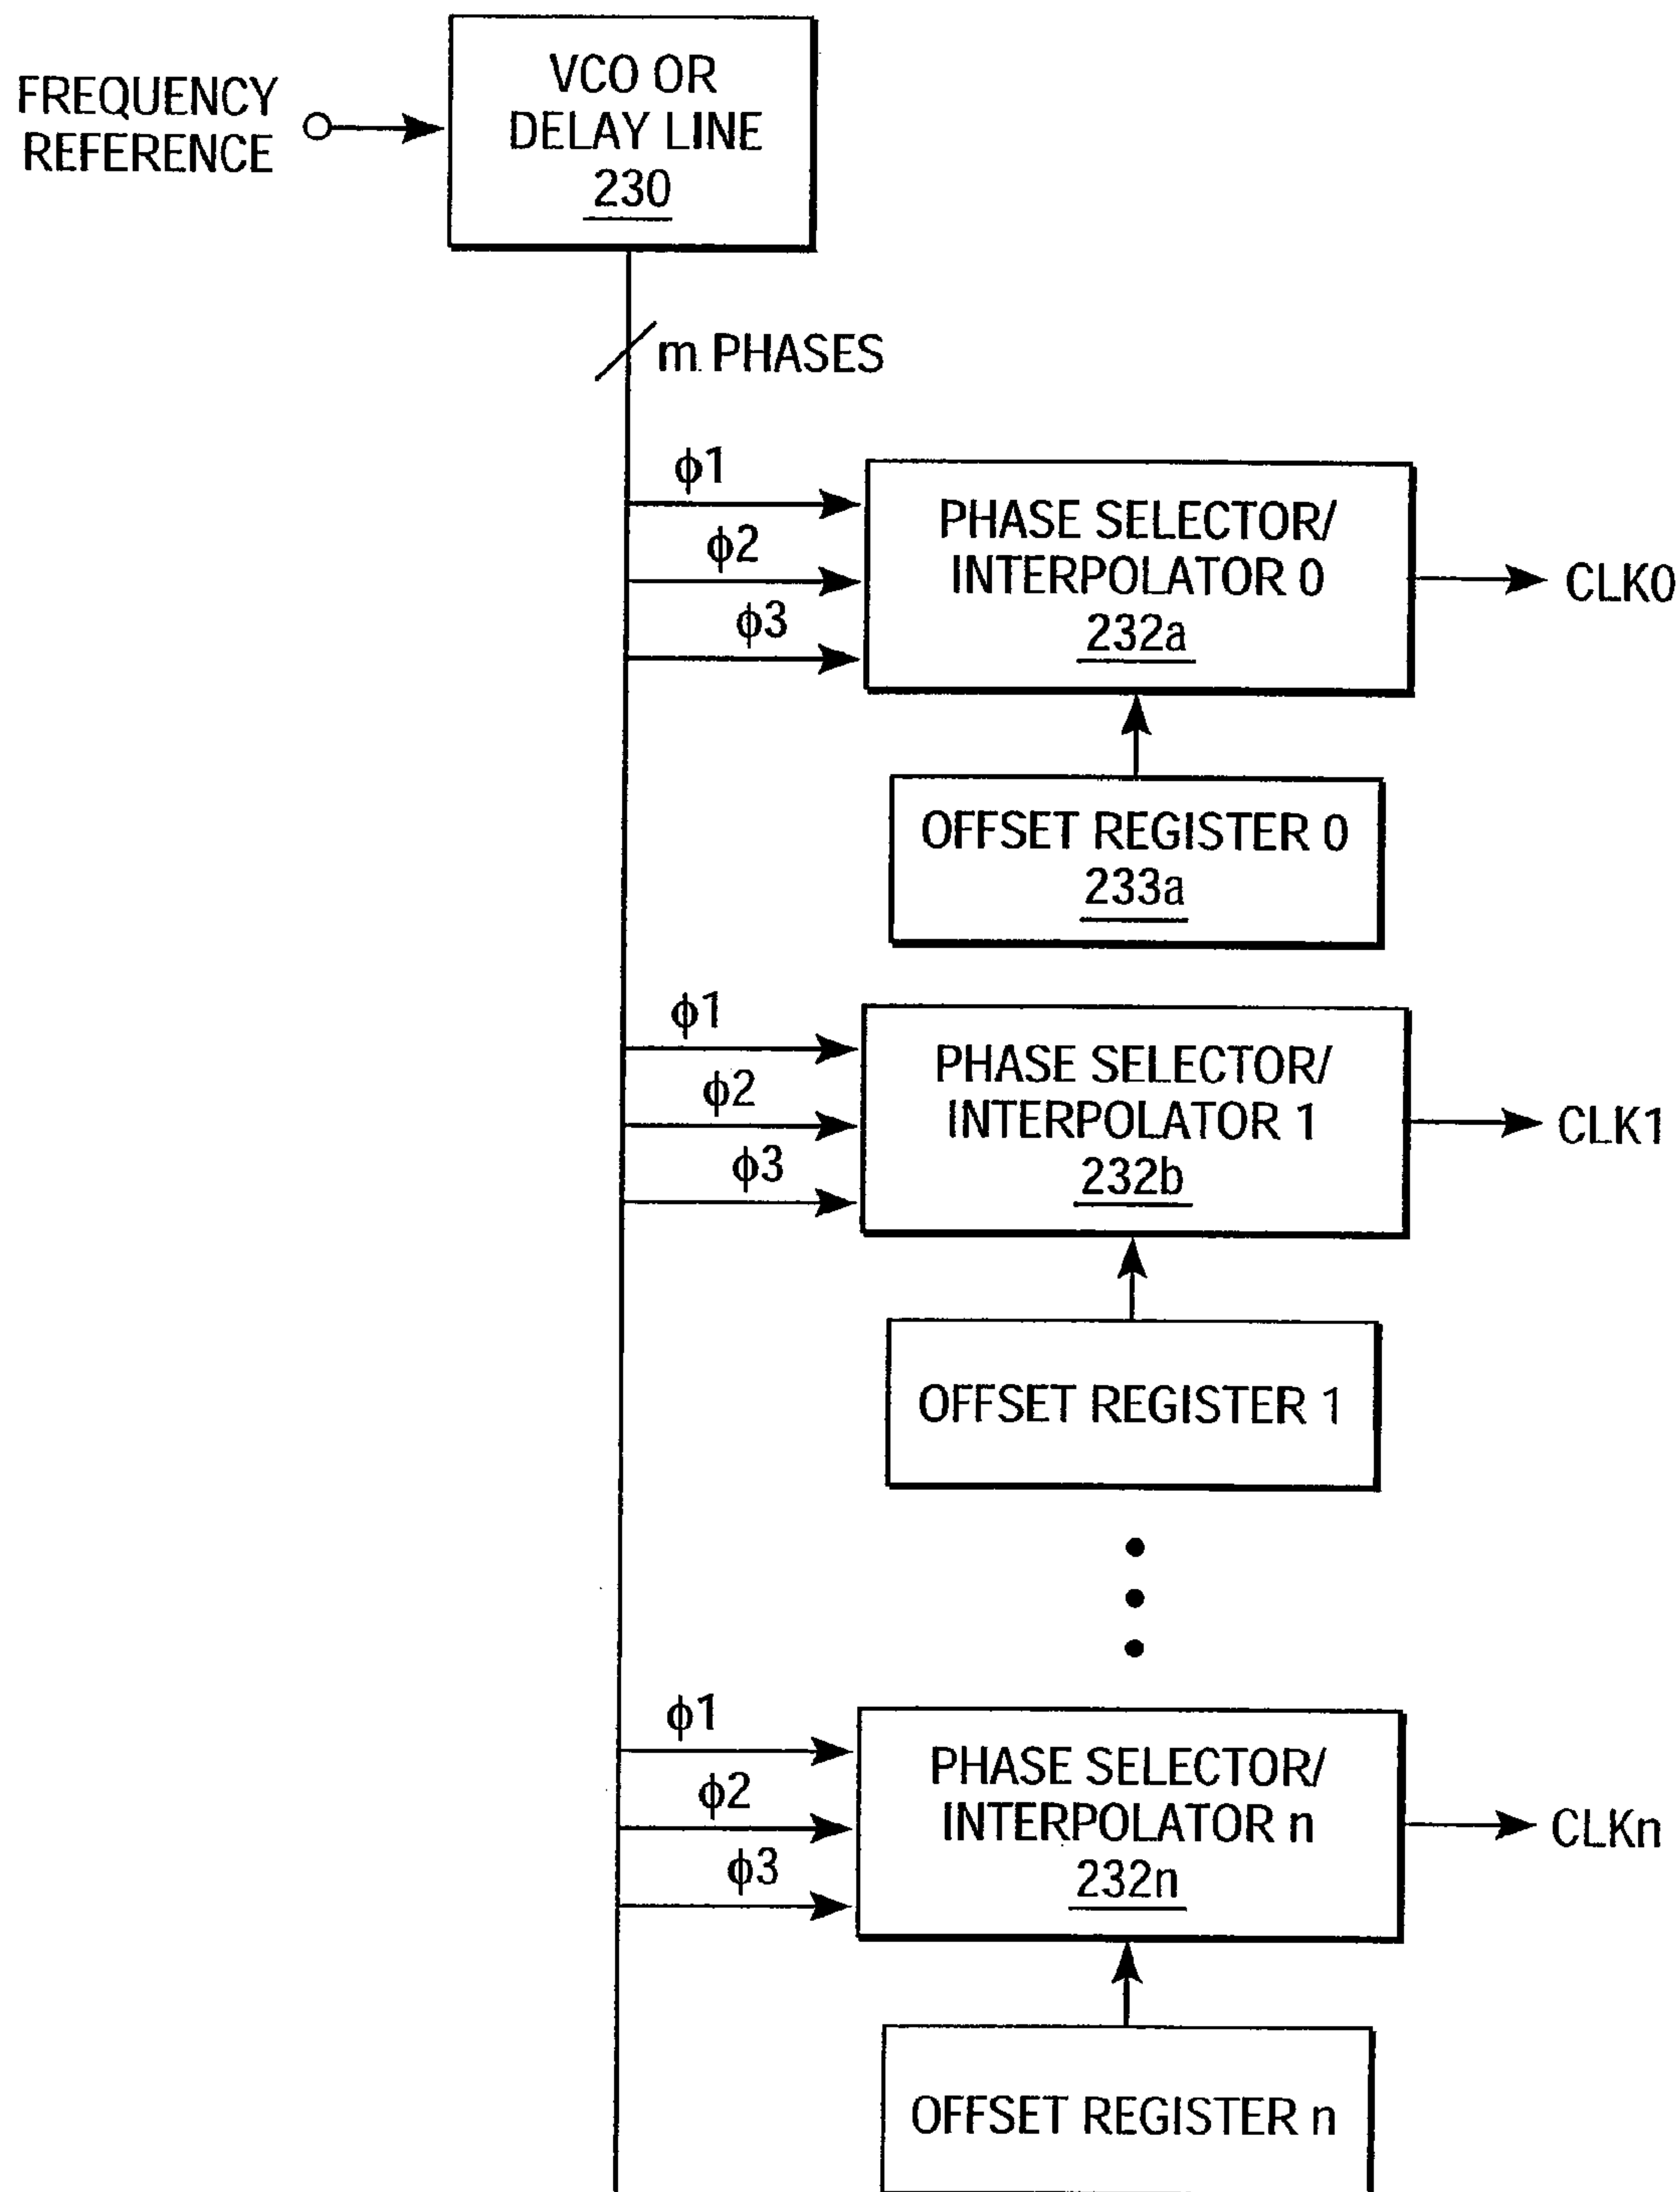 FREQUENCY
REFERENCE
VCO OR
DELAY LINE
230
m PHASES
ϕ1
ϕ2
ϕ3
PHASE SELECTOR/
INTERPOLATOR 0
232a
CLK0
OFFSET REGISTER 0
233a
ϕ1
ϕ2
ϕ3
PHASE SELECTOR/
INTERPOLATOR 1
232b
CLK1
OFFSET REGISTER 1
ϕ1
ϕ2
ϕ3
PHASE SELECTOR/
INTERPOLATOR n
232n
CLKn
OFFSET REGISTER n